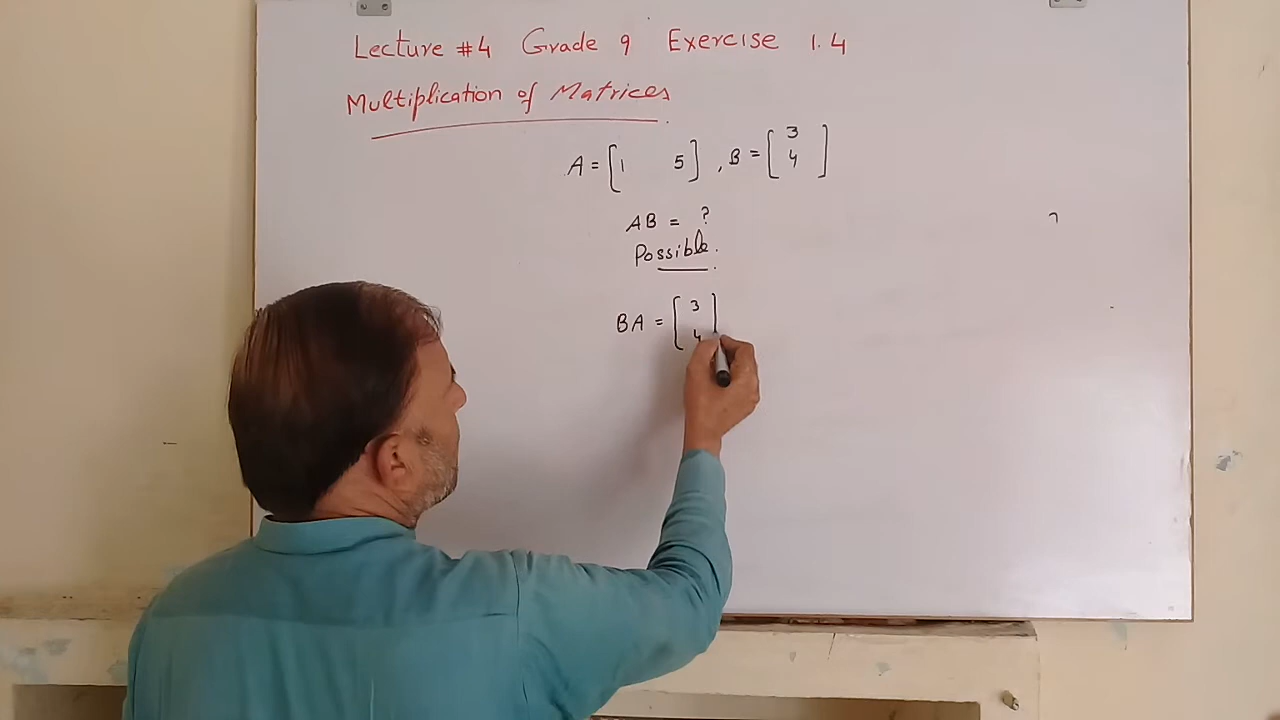 Lecture #4 Grade 9 Exercise 1.4
Multiplication of Matrices.
A = [1 5] , B = [3
4]
AB = ?
Possible.
BA = [3
4]